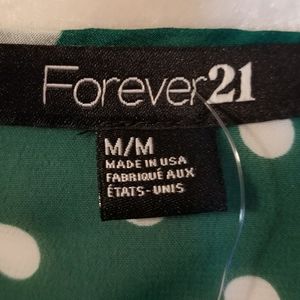 Forever21
M/M
MADE IN USA
FABRIQUÉ AUX
ÉTATS-UNIS